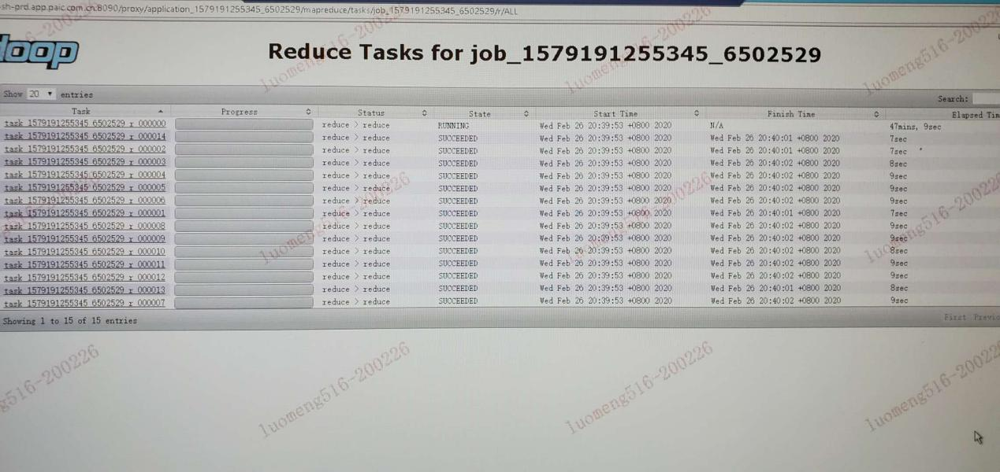 sh-prd.app.paic.com.cn:8090/proxy/application_1579191255345_6502529/mapreduce/tasks/job_1579191255345_6502529/r/ALL
loop
Reduce Tasks for job_1579191255345_6502529
Show 20 entries
Search:
Task Progress Status State Start Time Finish Time Elapsed Tim
task_1579191255345_6502529_r_000000 reduce > reduce RUNNING Wed Feb 26 20:39:53 +0800 2020 N/A 47mins, 9sec
task_1579191255345_6502529_r_000014 reduce > reduce SUCCEEDED Wed Feb 26 20:39:53 +0800 2020 Wed Feb 26 20:40:01 +0800 2020 7sec
task_1579191255345_6502529_r_000002 reduce > reduce SUCCEEDED Wed Feb 26 20:39:53 +0800 2020 Wed Feb 26 20:40:01 +0800 2020 7sec
task_1579191255345_6502529_r_000003 reduce > reduce SUCCEEDED Wed Feb 26 20:39:53 +0800 2020 Wed Feb 26 20:40:02 +0800 2020 8sec
task_1579191255345_6502529_r_000004 reduce > reduce SUCCEEDED Wed Feb 26 20:39:53 +0800 2020 Wed Feb 26 20:40:02 +0800 2020 9sec
task_1579191255345_6502529_r_000005 reduce > reduce SUCCEEDED Wed Feb 26 20:39:53 +0800 2020 Wed Feb 26 20:40:02 +0800 2020 9sec
task_1579191255345_6502529_r_000006 reduce > reduce SUCCEEDED Wed Feb 26 20:39:53 +0800 2020 Wed Feb 26 20:40:02 +0800 2020 9sec
task_1579191255345_6502529_r_000001 reduce > reduce SUCCEEDED Wed Feb 26 20:39:53 +0800 2020 Wed Feb 26 20:40:01 +0800 2020 7sec
task_1579191255345_6502529_r_000008 reduce > reduce SUCCEEDED Wed Feb 26 20:39:53 +0800 2020 Wed Feb 26 20:40:02 +0800 2020 9sec
task_1579191255345_6502529_r_000009 reduce > reduce SUCCEEDED Wed Feb 26 20:39:53 +0800 2020 Wed Feb 26 20:40:02 +0800 2020 9sec
task_1579191255345_6502529_r_000010 reduce > reduce SUCCEEDED Wed Feb 26 20:39:53 +0800 2020 Wed Feb 26 20:40:02 +0800 2020 8sec
task_1579191255345_6502529_r_000011 reduce > reduce SUCCEEDED Wed Feb 26 20:39:53 +0800 2020 Wed Feb 26 20:40:02 +0800 2020 9sec
task_1579191255345_6502529_r_000012 reduce > reduce SUCCEEDED Wed Feb 26 20:39:53 +0800 2020 Wed Feb 26 20:40:02 +0800 2020 9sec
task_1579191255345_6502529_r_000013 reduce > reduce SUCCEEDED Wed Feb 26 20:39:53 +0800 2020 Wed Feb 26 20:40:01 +0800 2020 8sec
task_1579191255345_6502529_r_000007 reduce > reduce SUCCEEDED Wed Feb 26 20:39:53 +0800 2020 Wed Feb 26 20:40:02 +0800 2020 9sec
Showing 1 to 15 of 15 entries
First Previo
luomeng516-200226